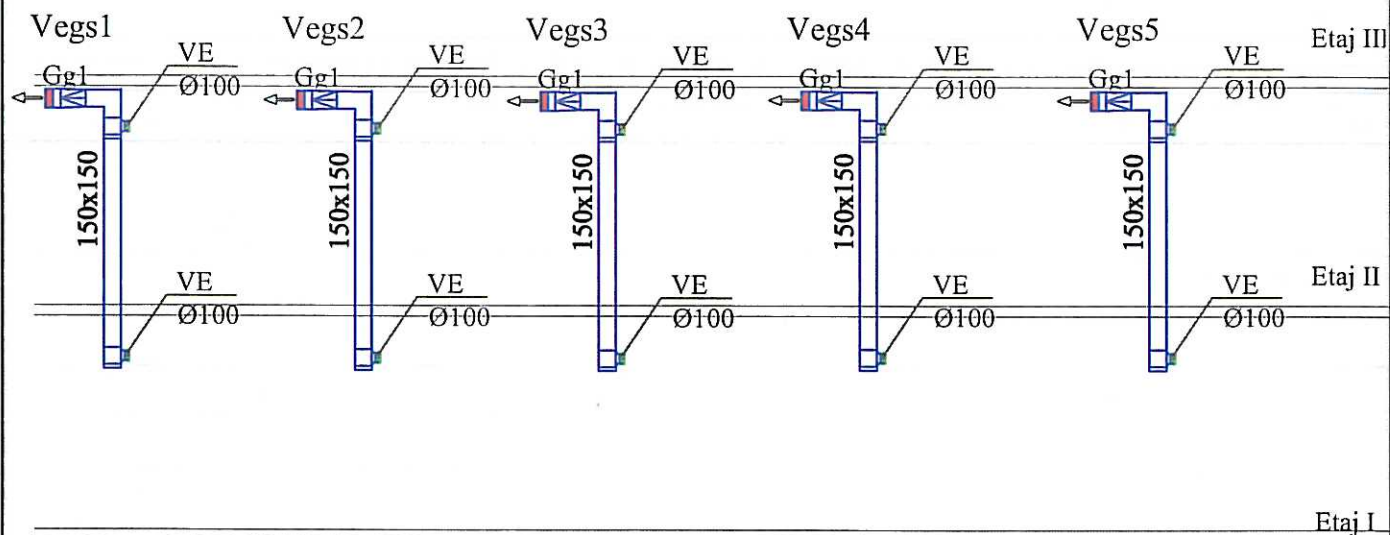 Vegs1 Vegs2 Vegs3 Vegs4 Vegs5
Etaj III
VE VE VE VE VE
Gg1 Gg1 Gg1 Gg1 Gg1
Ø100 Ø100 Ø100 Ø100 Ø100
150x150 150x150 150x150 150x150 150x150
Etaj II
VE VE VE VE VE
Ø100 Ø100 Ø100 Ø100 Ø100
Etaj I